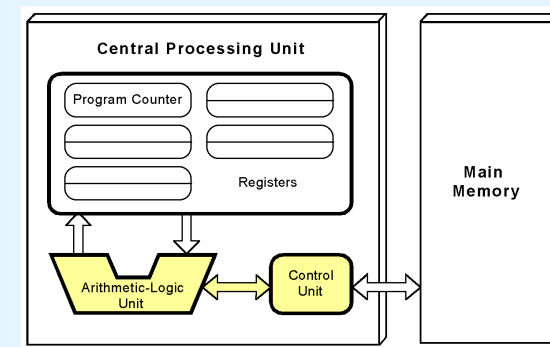 Central Processing Unit
Program Counter
Registers
Main
Memory
Arithmetic-Logic
Unit
Control
Unit